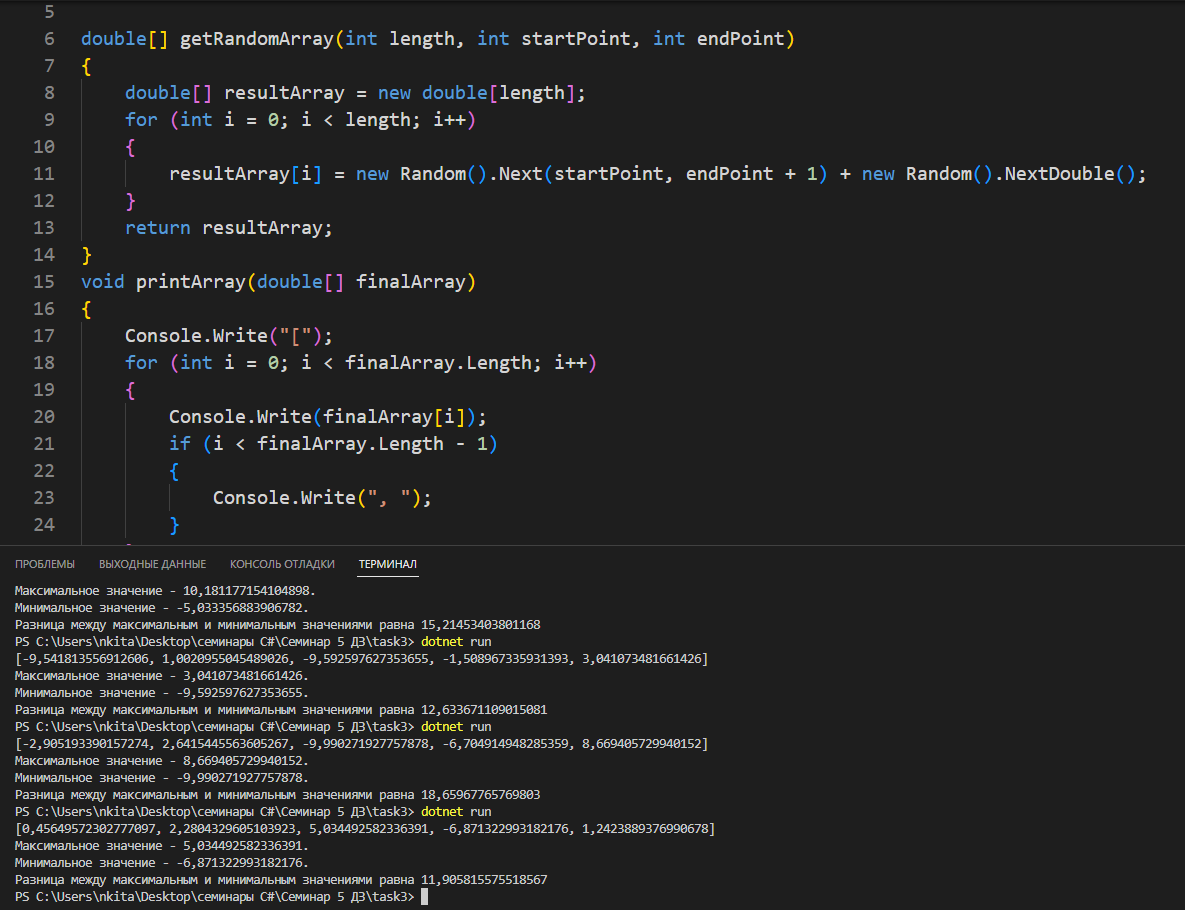 5
6 double[] getRandomArray(int length, int startPoint, int endPoint)
7 {
8 double[] resultArray = new double[length];
9 for (int i = 0; i < length; i++)
10 {
11 resultArray[i] = new Random().Next(startPoint, endPoint + 1) + new Random().NextDouble();
12 }
13 return resultArray;
14 }
15 void printArray(double[] finalArray)
16 {
17 Console.Write("[");
18 for (int i = 0; i < finalArray.Length; i++)
19 {
20 Console.Write(finalArray[i]);
21 if (i < finalArray.Length - 1)
22 {
23 Console.Write(", ");
24 }
ПРОБЛЕМЫ ВЫХОДНЫЕ ДАННЫЕ КОНСОЛЬ ОТЛАДКИ ТЕРМИНАЛ
Максимальное значение - 10,181177154104898.
Минимальное значение - -5,033356883906782.
Разница между максимальным и минимальным значениями равна 15,21453403801168
PS C:\Users\nkita\Desktop\семинары C#\Семинар 5 ДЗ\task3> dotnet run
[-9,541813556912606, 1,0020955045489026, -9,592597627353655, -1,508967335931393, 3,041073481661426]
Максимальное значение - 3,041073481661426.
Минимальное значение - -9,592597627353655.
Разница между максимальным и минимальным значениями равна 12,633671109015081
PS C:\Users\nkita\Desktop\семинары C#\Семинар 5 ДЗ\task3> dotnet run
[-2,905193390157274, 2,6415445563605267, -9,990271927757878, -6,704914948285359, 8,669405729940152]
Максимальное значение - 8,669405729940152.
Минимальное значение - -9,990271927757878.
Разница между максимальным и минимальным значениями равна 18,65967765769803
PS C:\Users\nkita\Desktop\семинары C#\Семинар 5 ДЗ\task3> dotnet run
[0,45649572302777097, 2,2804329605103923, 5,034492582336391, -6,871322993182176, 1,2423889376990678]
Максимальное значение - 5,034492582336391.
Минимальное значение - -6,871322993182176.
Разница между максимальным и минимальным значениями равна 11,905815575518567
PS C:\Users\nkita\Desktop\семинары C#\Семинар 5 ДЗ\task3>